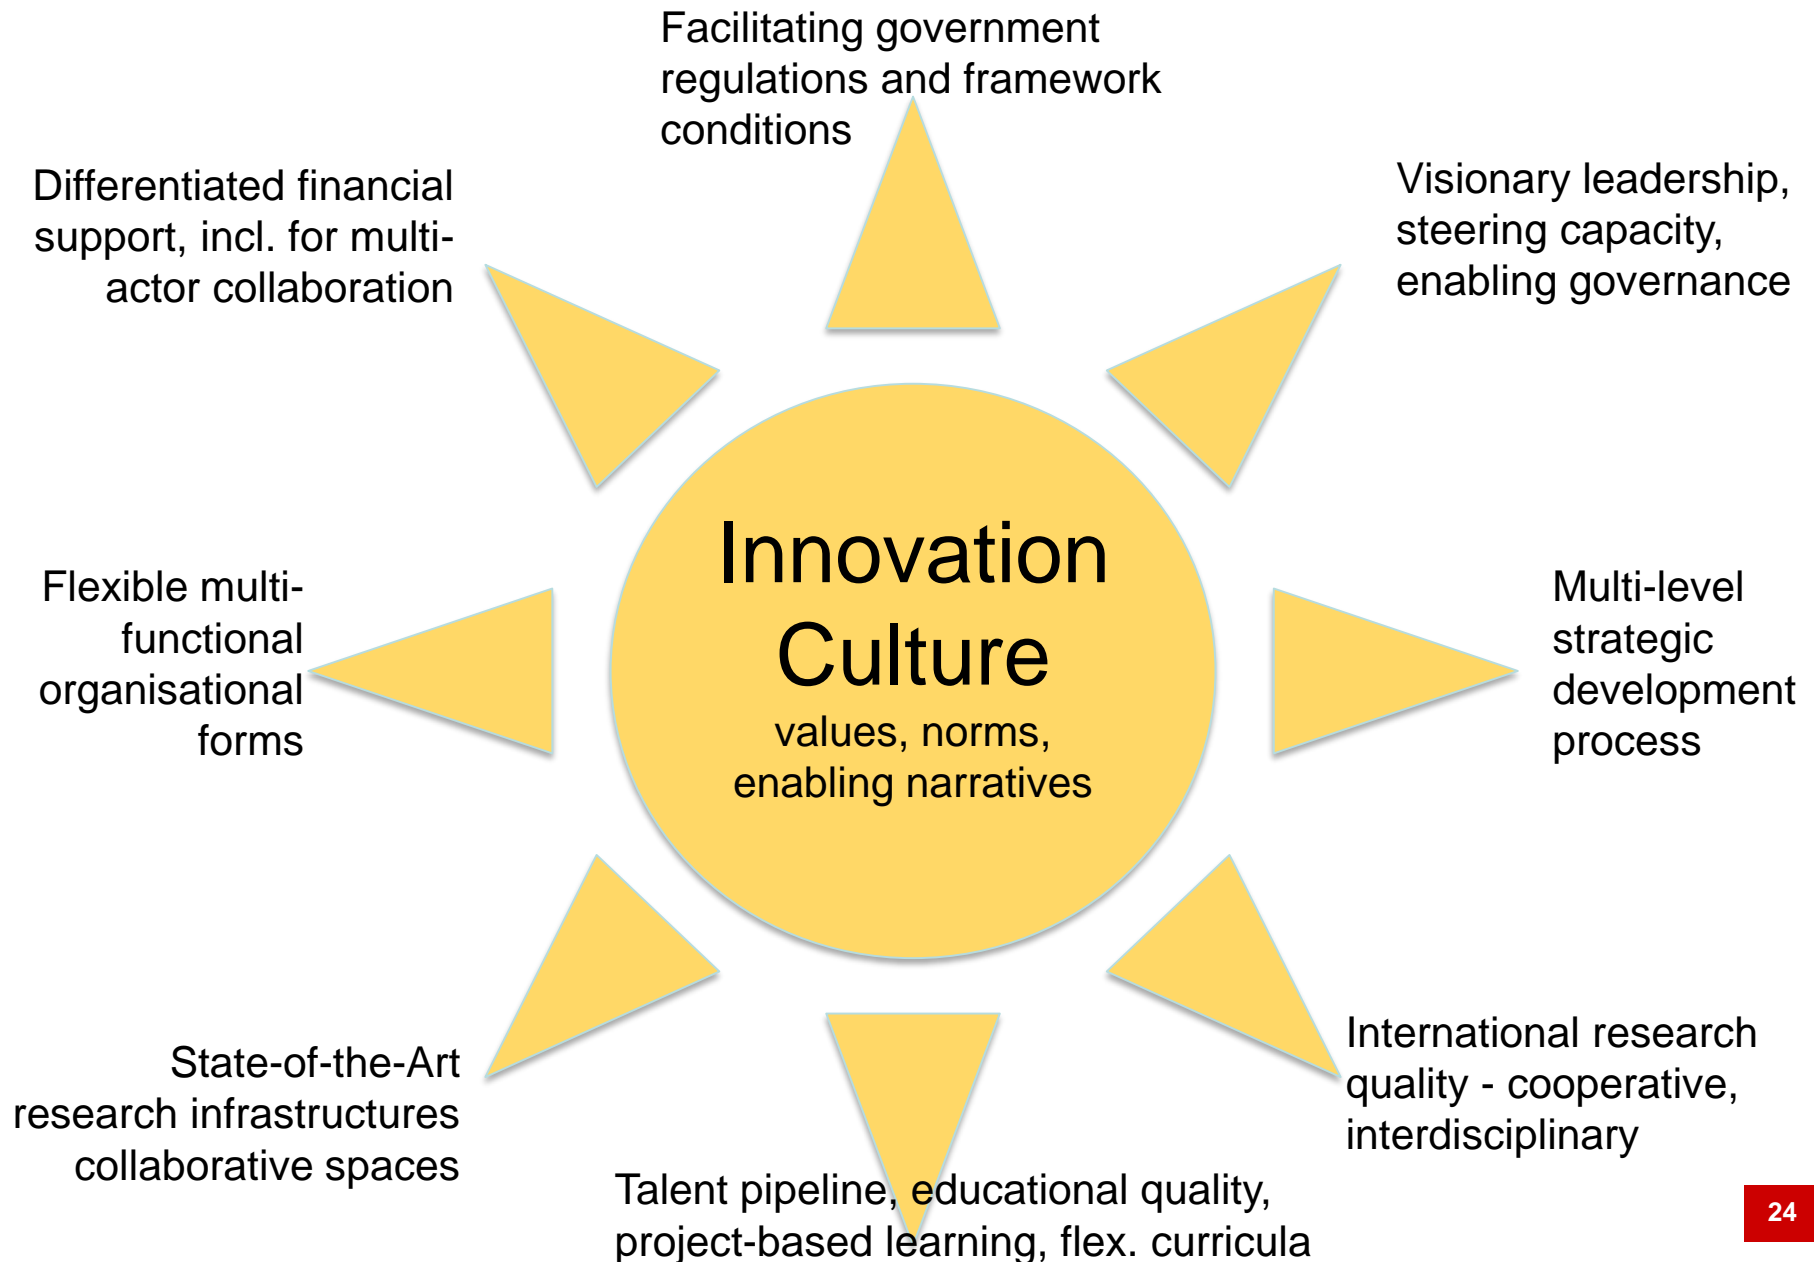 Facilitating government
regulations and framework
conditions
Differentiated financial
support, incl. for multi-
actor collaboration
Visionary leadership,
steering capacity,
enabling governance
Flexible multi-
functional
organisational
forms
Innovation
Culture
values, norms,
enabling narratives
Multi-level
strategic
development
process
State-of-the-Art
research infrastructures
collaborative spaces
International research
quality - cooperative,
interdisciplinary
Talent pipeline, educational quality,
project-based learning, flex. curricula
24